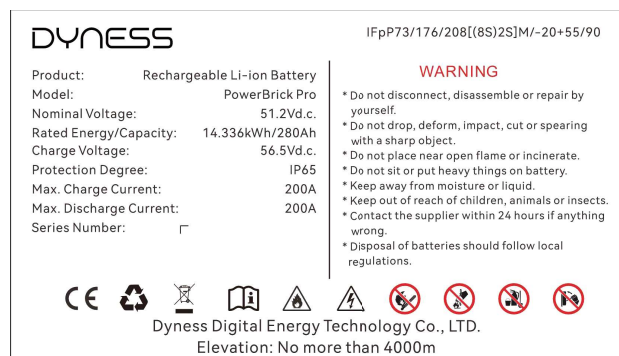 DYNESS
IFpP73/176/208[(8S)2S]M/-20+55/90
Product: Rechargeable Li-ion Battery
Model: PowerBrick Pro
Nominal Voltage: 51.2Vd.c.
Rated Energy/Capacity: 14.336kWh/280Ah
Charge Voltage: 56.5Vd.c.
Protection Degree: IP65
Max. Charge Current: 200A
Max. Discharge Current: 200A
Series Number:
WARNING
* Do not disconnect, disassemble or repair by
yourself.
* Do not drop, deform, impact, cut or spearing
with a sharp object.
* Do not place near open flame or incinerate.
* Do not sit or put heavy things on battery.
* Keep away from moisture or liquid.
* Keep out of reach of children, animals or insects.
* Contact the supplier within 24 hours if anything
wrong.
* Disposal of batteries should follow local
regulations.
CE
Dyness Digital Energy Technology Co., LTD.
Elevation: No more than 4000m